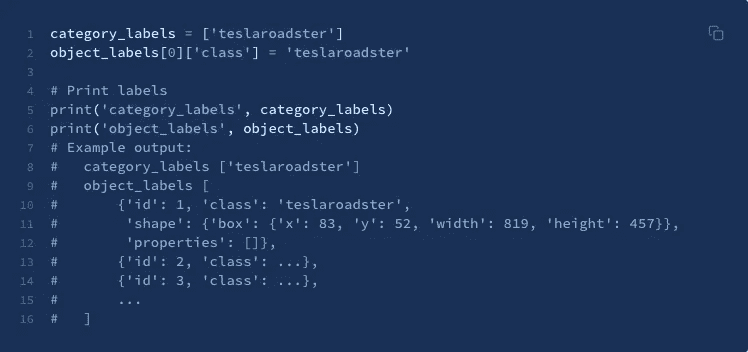 1 category_labels = ['teslaroadster']
2 object_labels[0]['class'] = 'teslaroadster'
3
4 # Print labels
5 print('category_labels', category_labels)
6 print('object_labels', object_labels)
7 # Example output:
8 #   category_labels ['teslaroadster']
9 #   object_labels [
10 #       {'id': 1, 'class': 'teslaroadster',
11 #        'shape': {'box': {'x': 83, 'y': 52, 'width': 819, 'height': 457}},
12 #        'properties': []},
13 #       {'id': 2, 'class': ...},
14 #       {'id': 3, 'class': ...},
15 #       ...
16 #   ]